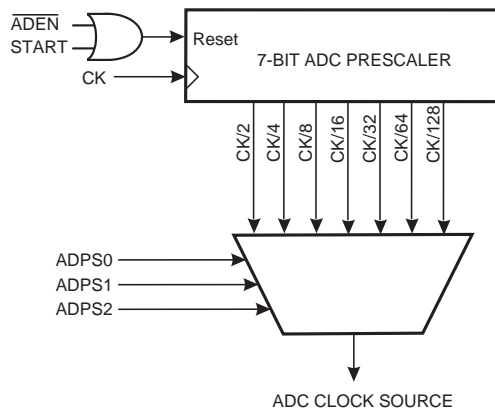 ADEN
START
Reset
7-BIT ADC PRESCALER
CK
CK/2
CK/4
CK/8
CK/16
CK/32
CK/64
CK/128
ADPS0
ADPS1
ADPS2
ADC CLOCK SOURCE